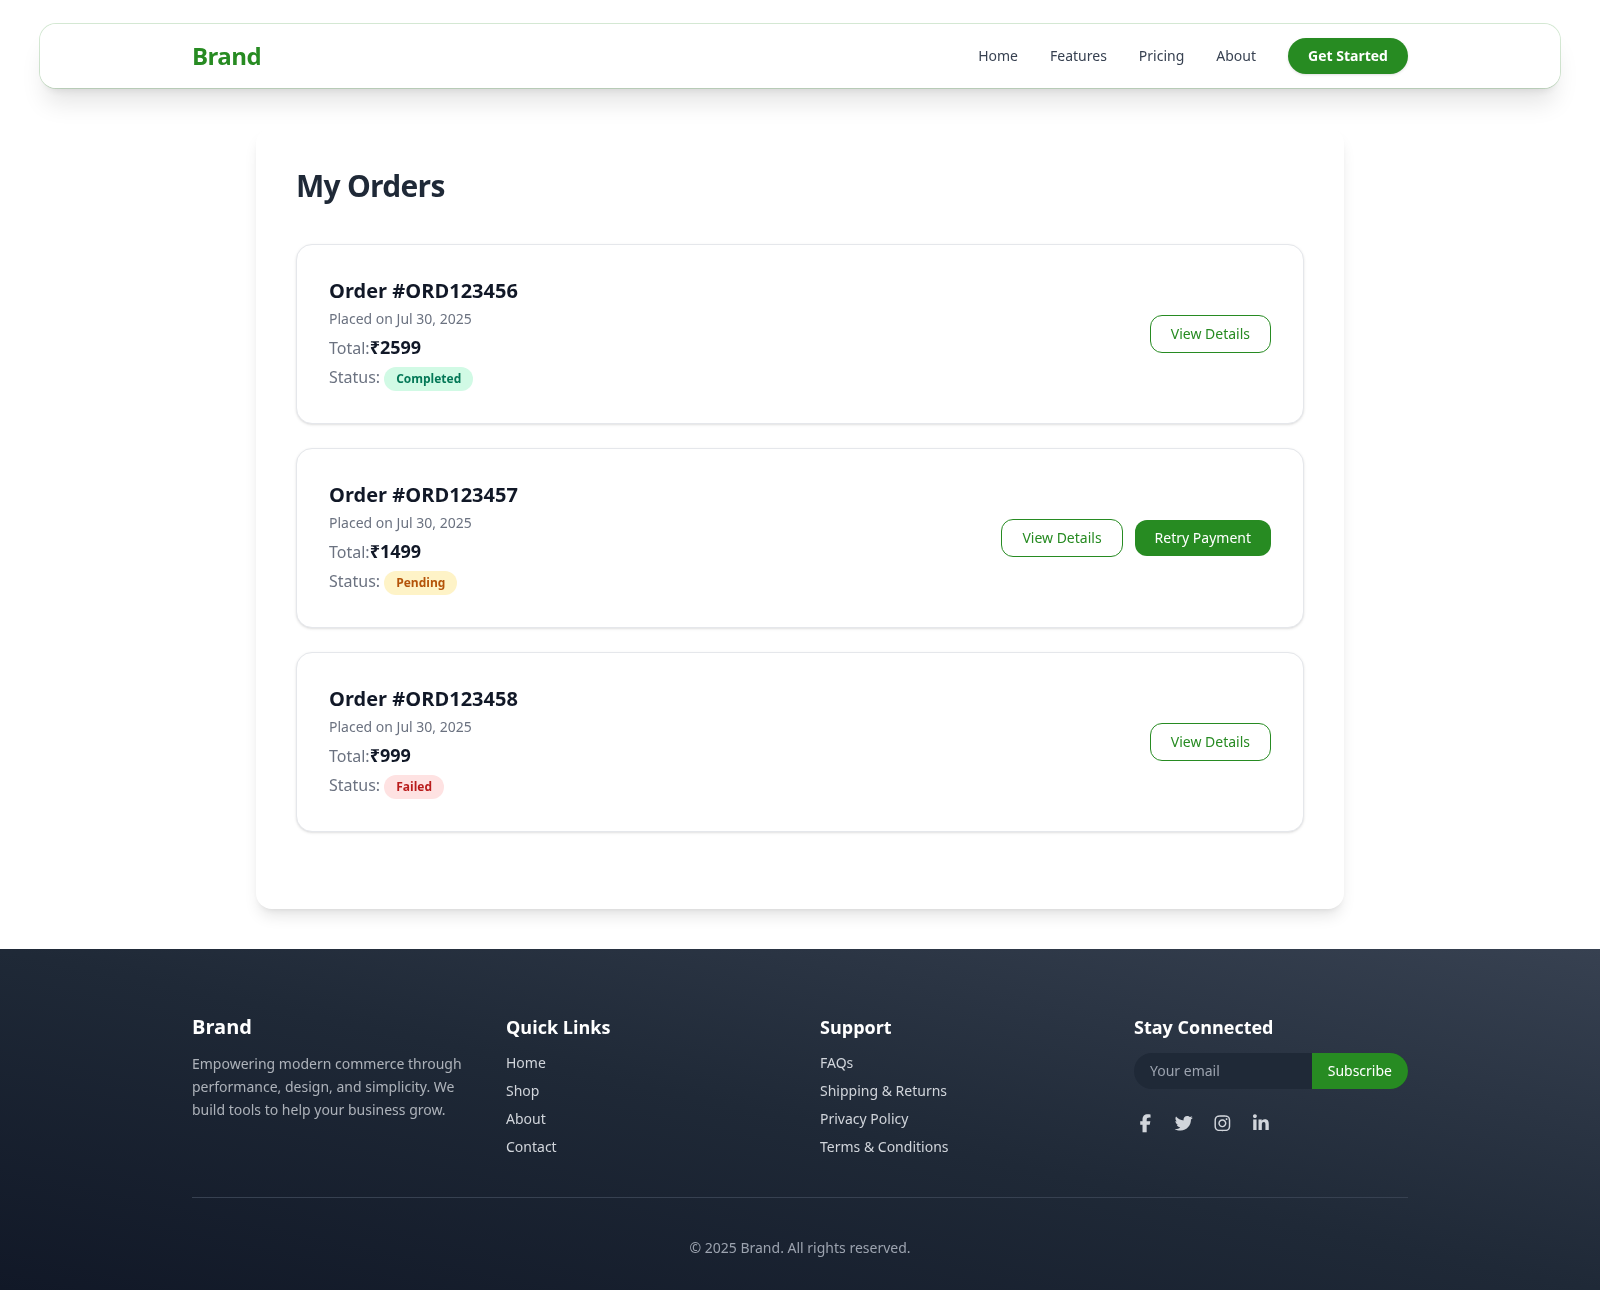 Brand
Home Features Pricing About Get Started
My Orders
Order #ORD123456
Placed on Jul 30, 2025
Total:₹2599
Status: Completed
View Details
Order #ORD123457
Placed on Jul 30, 2025
Total:₹1499
Status: Pending
View Details Retry Payment
Order #ORD123458
Placed on Jul 30, 2025
Total:₹999
Status: Failed
View Details
Brand
Empowering modern commerce through
performance, design, and simplicity. We
build tools to help your business grow.
Quick Links
Home
Shop
About
Contact
Support
FAQs
Shipping & Returns
Privacy Policy
Terms & Conditions
Stay Connected
Your email Subscribe
© 2025 Brand. All rights reserved.